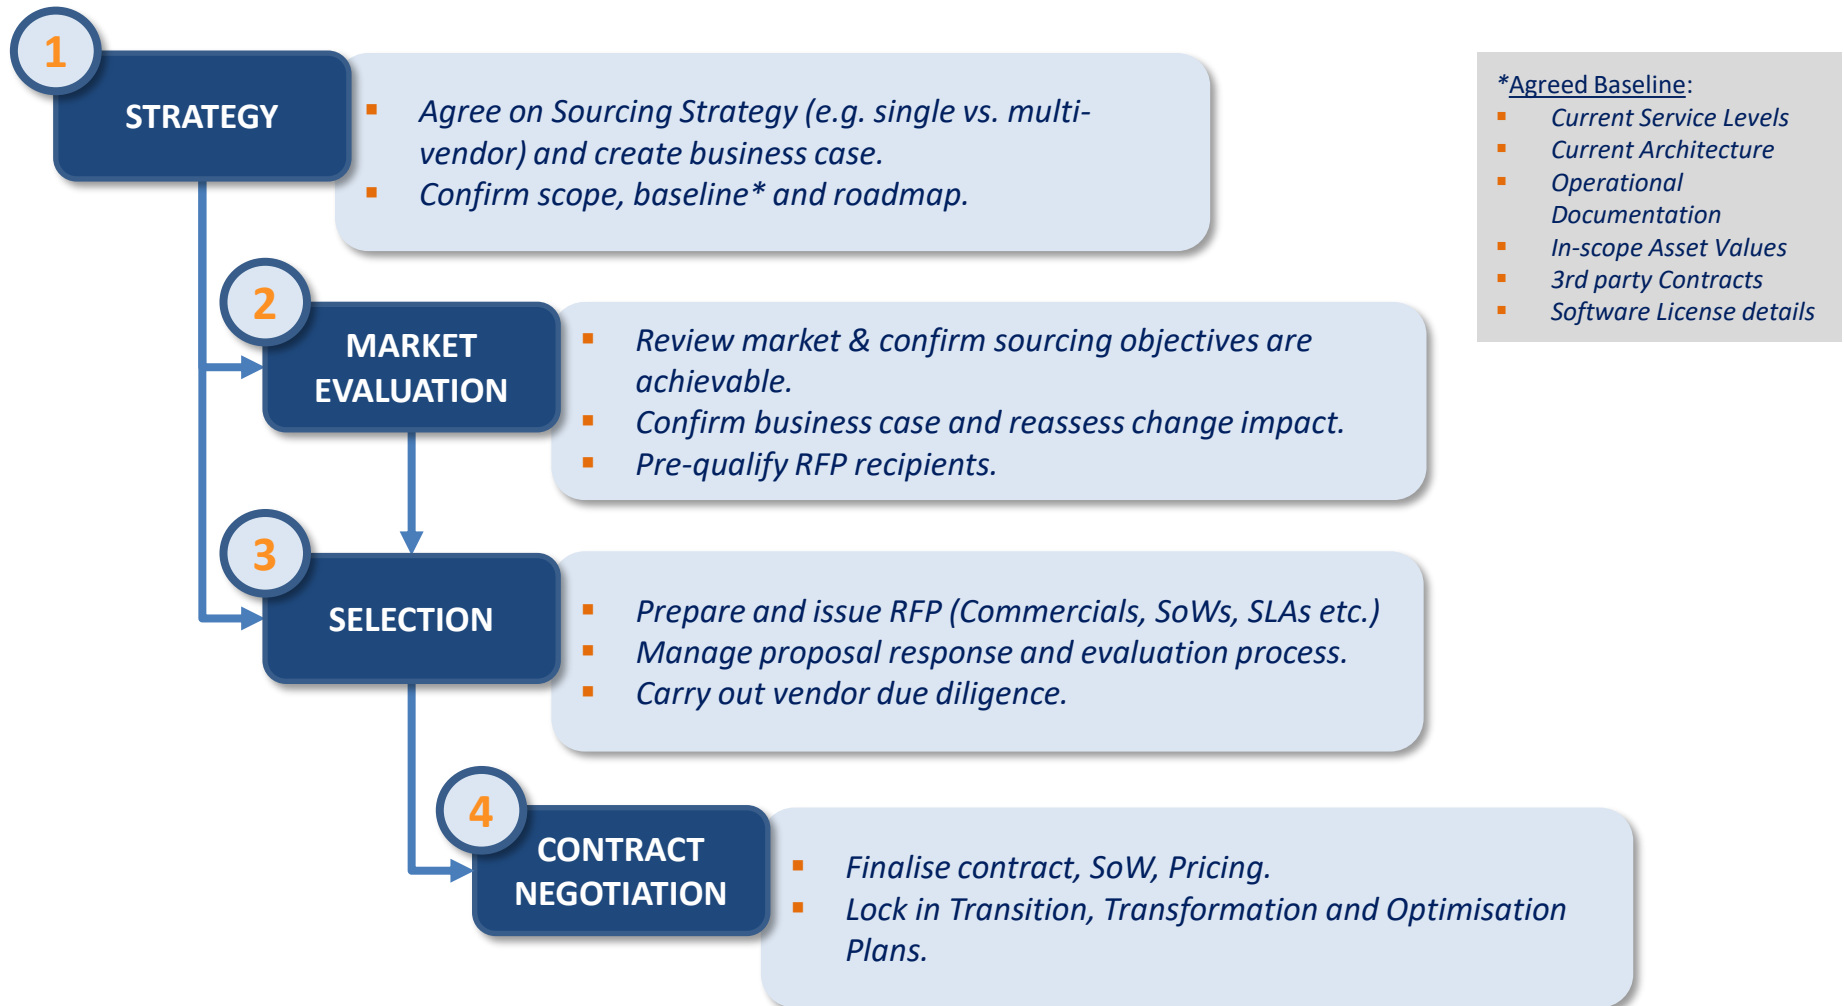 1
STRATEGY
▪ Agree on Sourcing Strategy (e.g. single vs. multi-
vendor) and create business case.
▪ Confirm scope, baseline* and roadmap.
*Agreed Baseline:
▪ Current Service Levels
▪ Current Architecture
▪ Operational
Documentation
▪ In-scope Asset Values
▪ 3rd party Contracts
▪ Software License details
2
MARKET
EVALUATION
▪ Review market & confirm sourcing objectives are
achievable.
▪ Confirm business case and reassess change impact.
▪ Pre-qualify RFP recipients.
3
SELECTION
▪ Prepare and issue RFP (Commercials, SoWs, SLAs etc.)
▪ Manage proposal response and evaluation process.
▪ Carry out vendor due diligence.
4
CONTRACT
NEGOTIATION
▪ Finalise contract, SoW, Pricing.
▪ Lock in Transition, Transformation and Optimisation
Plans.